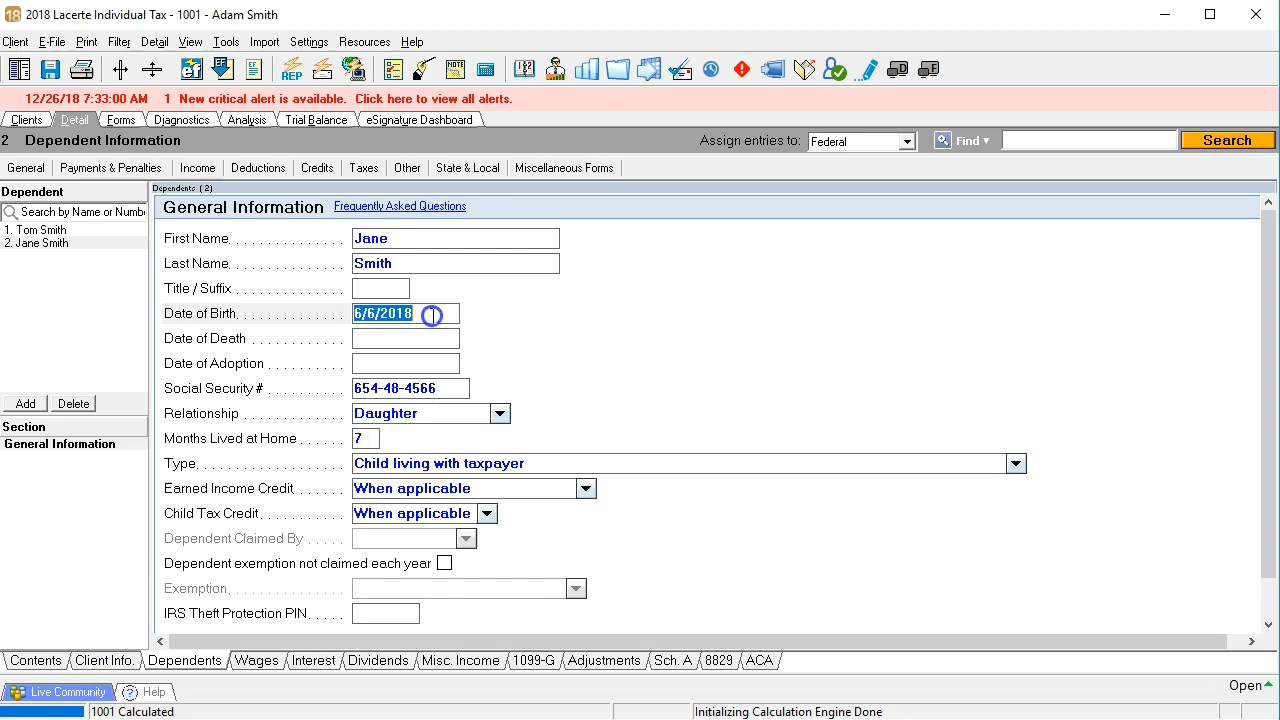 18 2018 Lacerte Individual Tax - 1001 - Adam Smith
Client E-File Print Filter Detail View Tools Import Settings Resources Help
12/26/18 7:33:00 AM 1 New critical alert is available. Click here to view all alerts.
Clients Detail Forms Diagnostics Analysis Trial Balance eSignature Dashboard
2 Dependent Information Assign entries to: Federal Find Search
General Payments & Penalties Income Deductions Credits Taxes Other State & Local Miscellaneous Forms
Dependent
Search by Name or Numb
1. Tom Smith
2. Jane Smith
Add Delete
Section
General Information
Dependents (2)
General Information Frequently Asked Questions
First Name Jane
Last Name Smith
Title / Suffix
Date of Birth 6/6/2018
Date of Death
Date of Adoption
Social Security # 654-48-4566
Relationship Daughter
Months Lived at Home 7
Type Child living with taxpayer
Earned Income Credit When applicable
Child Tax Credit When applicable
Dependent Claimed By
Dependent exemption not claimed each year
Exemption
IRS Theft Protection PIN
Contents Client Info. Dependents Wages Interest Dividends Misc. Income 1099-G Adjustments Sch. A 8829 ACA
Live Community Help Open
1001 Calculated Initializing Calculation Engine Done